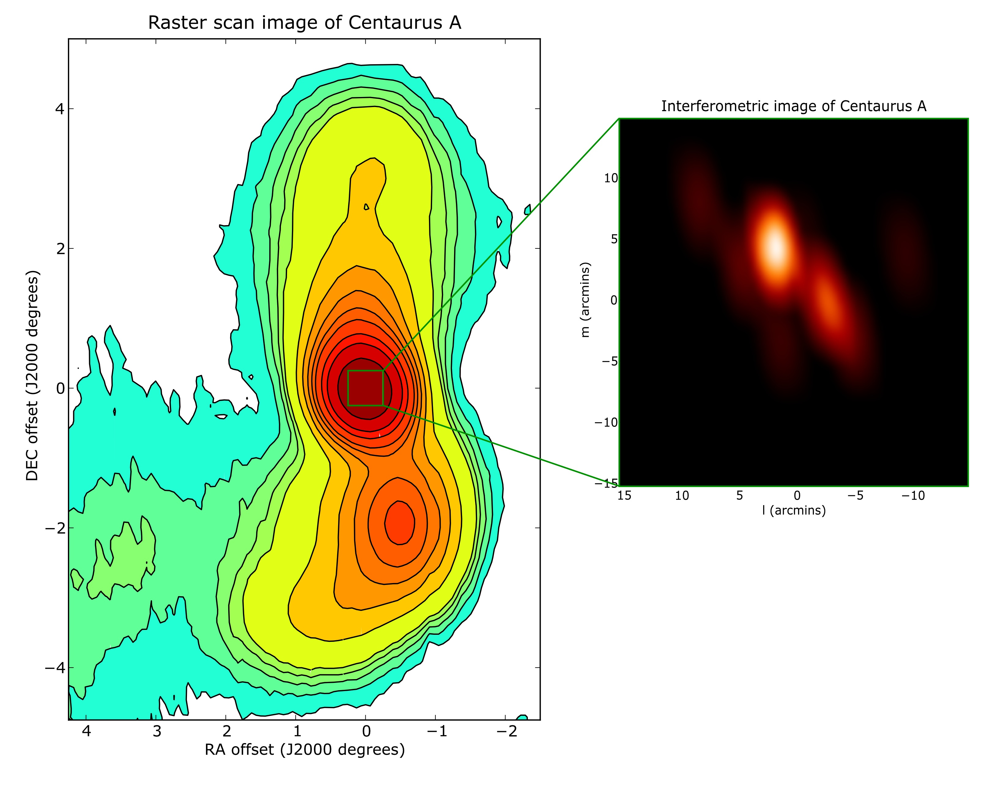 Raster scan image of Centaurus A
DEC offset (J2000 degrees)
4
2
0
−2
−4
4 3 2 1 0 −1 −2
RA offset (J2000 degrees)
Interferometric image of Centaurus A
m (arcmins)
10
5
0
−5
−10
−15
15 10 5 0 −5 −10
l (arcmins)